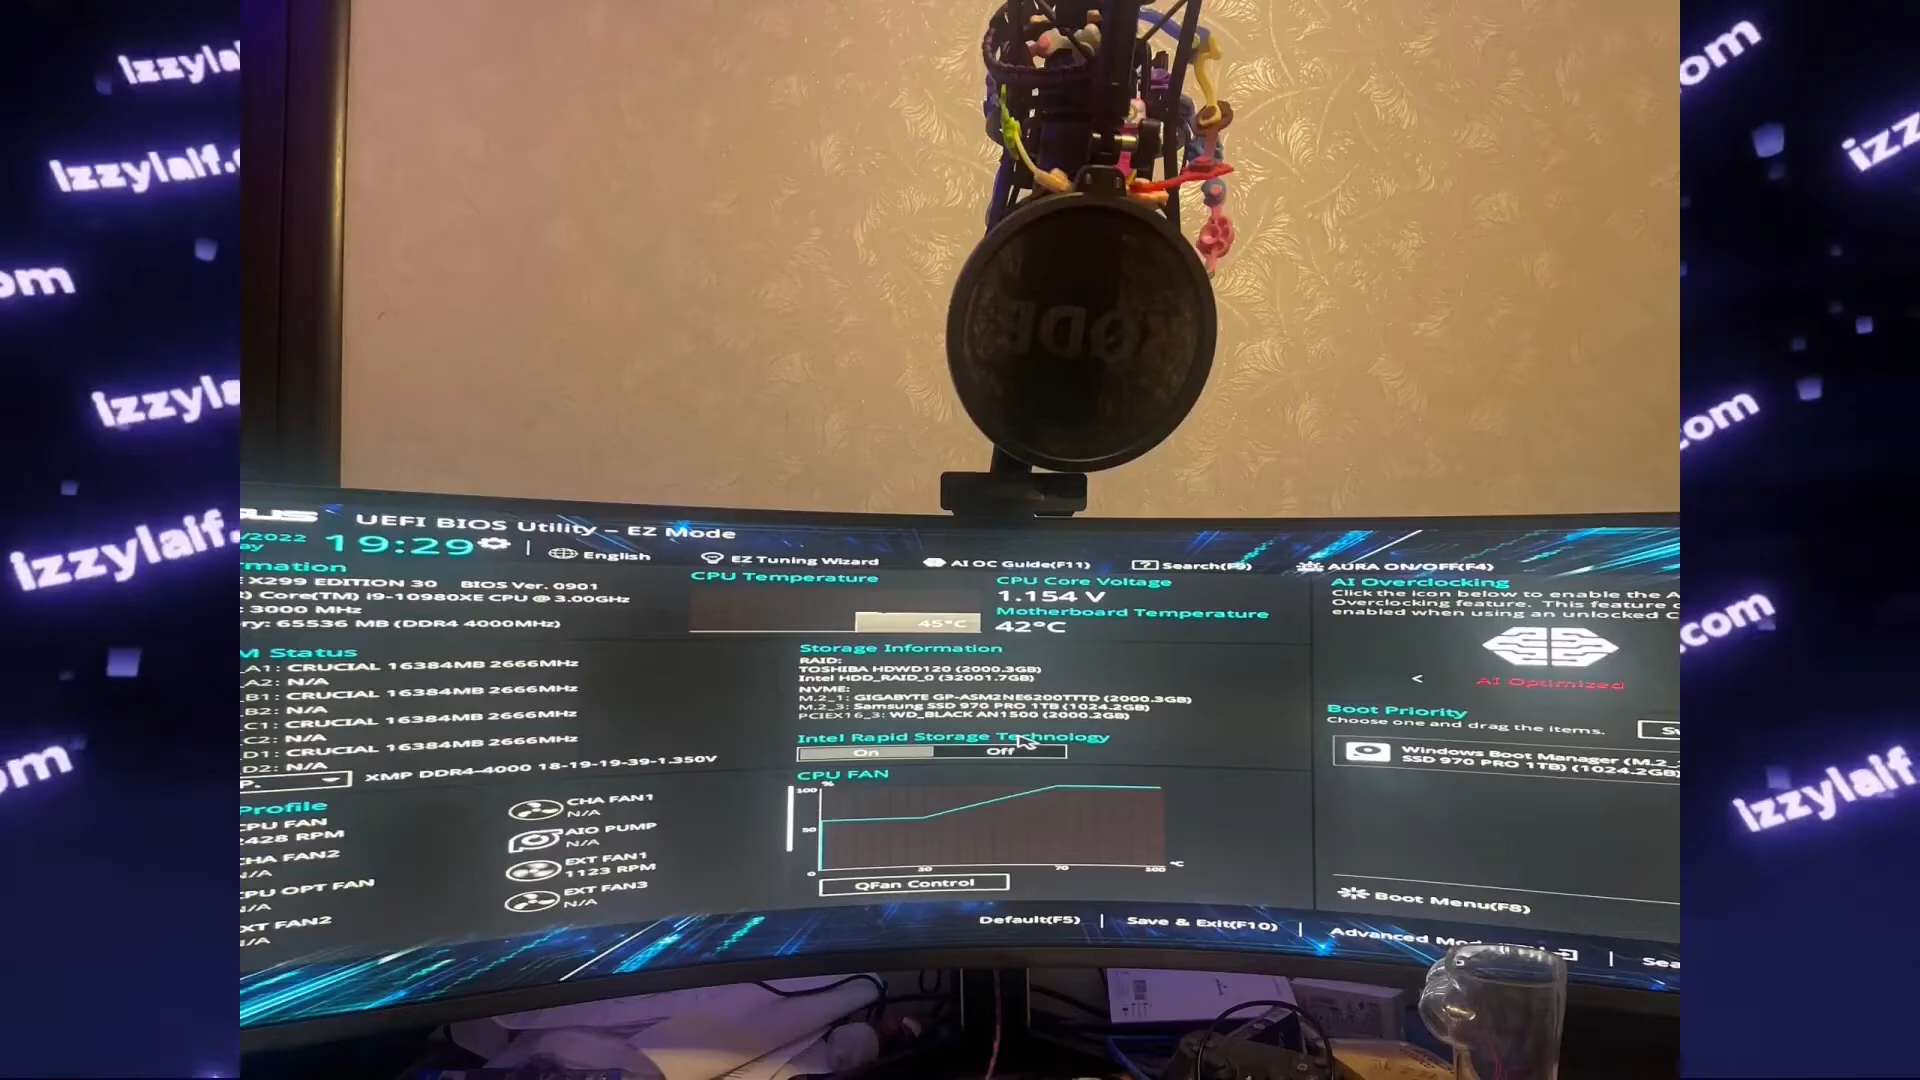 UEFI BIOS Utility – EZ Mode
/2022
19:29
English
EZ Tuning Wizard
AI OC Guide(F11)
Search(F9)
AURA ON/OFF(F4)
X299 EDITION 30 BIOS Ver. 0901
Core(TM) i9-10980XE CPU @ 3.00GHz
3000 MHz
65536 MB (DDR4 4000MHz)
CPU Temperature
45°C
CPU Core Voltage
1.154 V
Motherboard Temperature
42°C
Status
A1: CRUCIAL 16384MB 2666MHz
A2: N/A
B1: CRUCIAL 16384MB 2666MHz
B2: N/A
C1: CRUCIAL 16384MB 2666MHz
C2: N/A
D1: CRUCIAL 16384MB 2666MHz
D2: N/A
XMP DDR4-4000 18-19-19-39-1.350V
Storage Information
RAID:
TOSHIBA HDWD120 (2000.3GB)
Intel HDD_RAID_0 (32001.7GB)
NVME:
M.2_1: GIGABYTE GP-ASM2NE6200TTTD (2000.3GB)
M.2_3: Samsung SSD 970 PRO 1TB (1024.2GB)
PCIEX16_3: WD_BLACK AN1500 (2000.2GB)
Intel Rapid Storage Technology
On Off
Profile
CPU FAN
2428 RPM
CHA FAN2
CPU OPT FAN
CHA FAN1
N/A
AIO PUMP
N/A
EXT FAN1
1123 RPM
EXT FAN3
N/A
CPU FAN
%
100
50
0
30 70 100
°C
QFan Control
AI Overclocking
Click the icon below to enable the
Overclocking feature. This feature
enabled when using an unlocked
AI Optimized
Boot Priority
Choose one and drag the items.
Windows Boot Manager (M.2_
SSD 970 PRO 1TB) (1024.2GB)
Boot Menu(F8)
Default(F5)
Save & Exit(F10)
Advanced
RODE
izzylaif.
izzylaif.
izzylaif